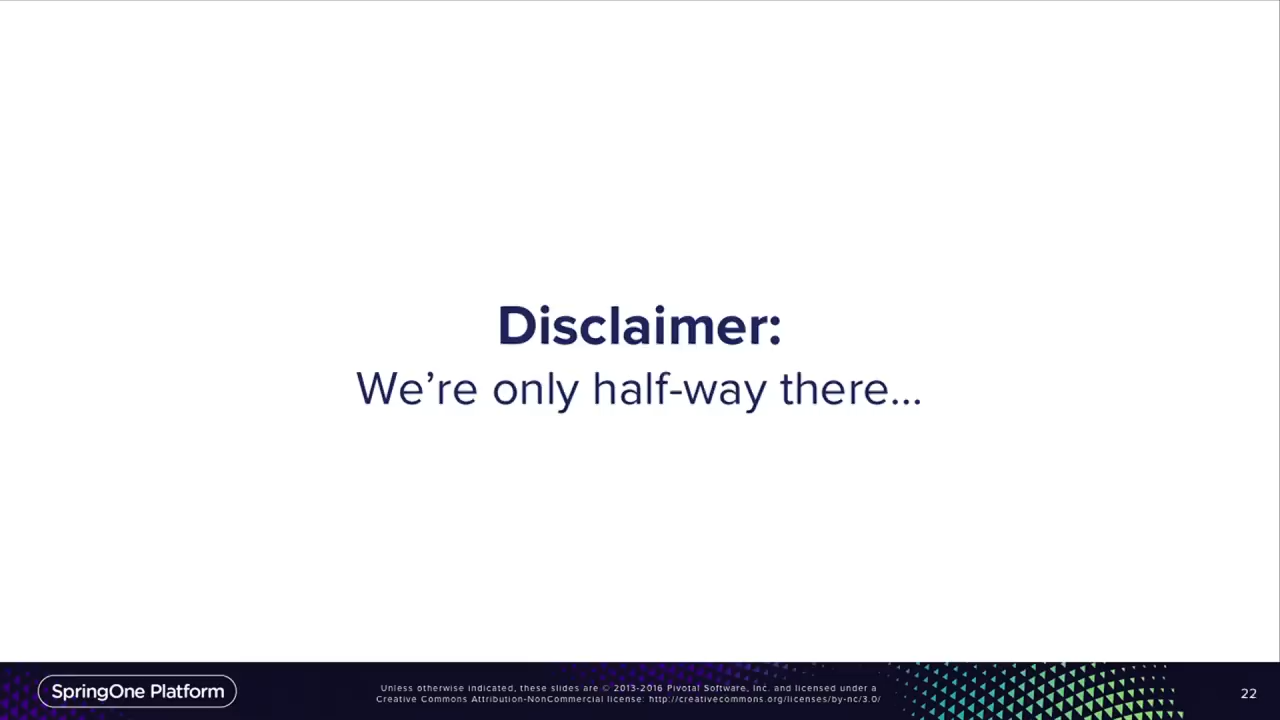 Disclaimer:
We’re only half-way there...
SpringOne Platform
Unless otherwise indicated, these slides are © 2013-2016 Pivotal Software, Inc. and licensed under a
Creative Commons Attribution-NonCommercial license: http://creativecommons.org/licenses/by-nc/3.0/
22